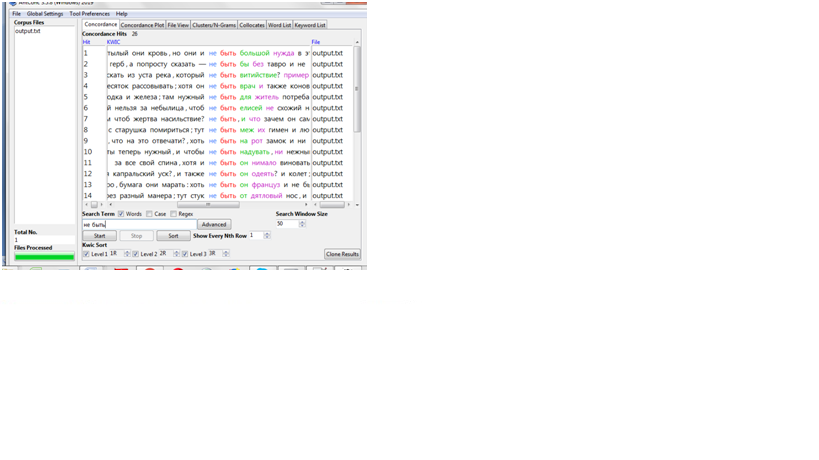 AntConc 3.5.8 (Windows) 2019
File Global Settings Tool Preferences Help
Corpus Files
output.txt
Concordance Concordance Plot File View Clusters/N-Grams Collocates Word List Keyword List
Concordance Hits 26
Hit KWIC File
1 тылый они кровь, но они и не быть большой нужда в э output.txt
2 герб, а попросту сказать — не быть бы без тавро и не output.txt
3 скать из уста река, который не быть витийствие? пример output.txt
4 есяток рассовывать; хотя он не быть врач и также конов output.txt
5 одка и железа; там нужный не быть для житель потреба output.txt
6 й нельзя за небылица, чтоб не быть елисей не схожий н output.txt
7 м чтоб жертва насильствие? не быть, и что зачем он сам output.txt
8 с старушка помириться; тут не быть меж их гимен и лю output.txt
9 , что на это отвечати?, хоть не быть на рот замок и ни output.txt
10 ты теперь нужный, и чтобы не быть надувать, ни нежны output.txt
11 за все свой спина, хотя и не быть он нимало виновать output.txt
12 я капральский уск?, и также не быть он одеять? и колет; output.txt
13 ро, бумага они марать: хоть не быть он француз и не бь output.txt
14 рез разный манера; тут стук не быть от дятловый нос, и output.txt
Search Term Words Case Regex Search Window Size
не быть Advanced 50
Start Stop Sort Show Every Nth Row 1
Total No.
1
Files Processed
Kwic Sort
Level 1 1R Level 2 2R Level 3 3R Clone Results